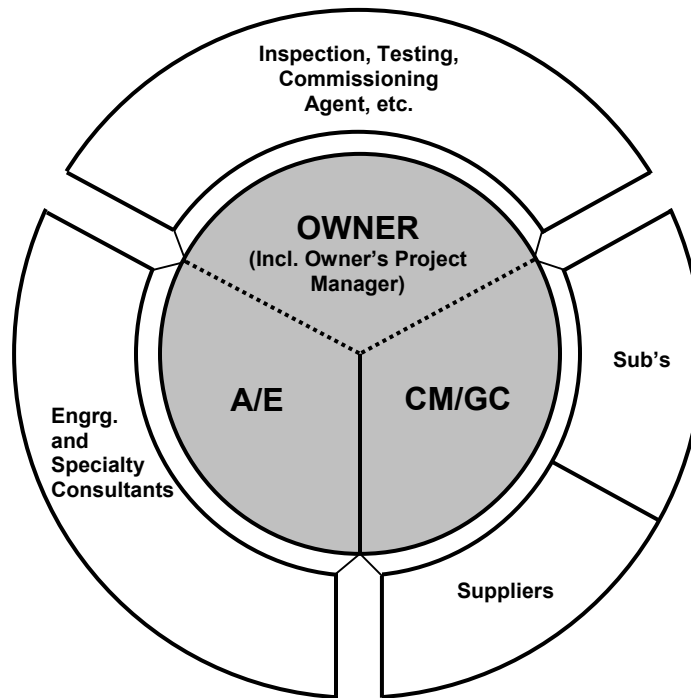 Inspection, Testing,
Commissioning
Agent, etc.
OWNER
(Incl. Owner's Project
Manager)
A/E
CM/GC
Sub's
Engrg.
and
Specialty
Consultants
Suppliers